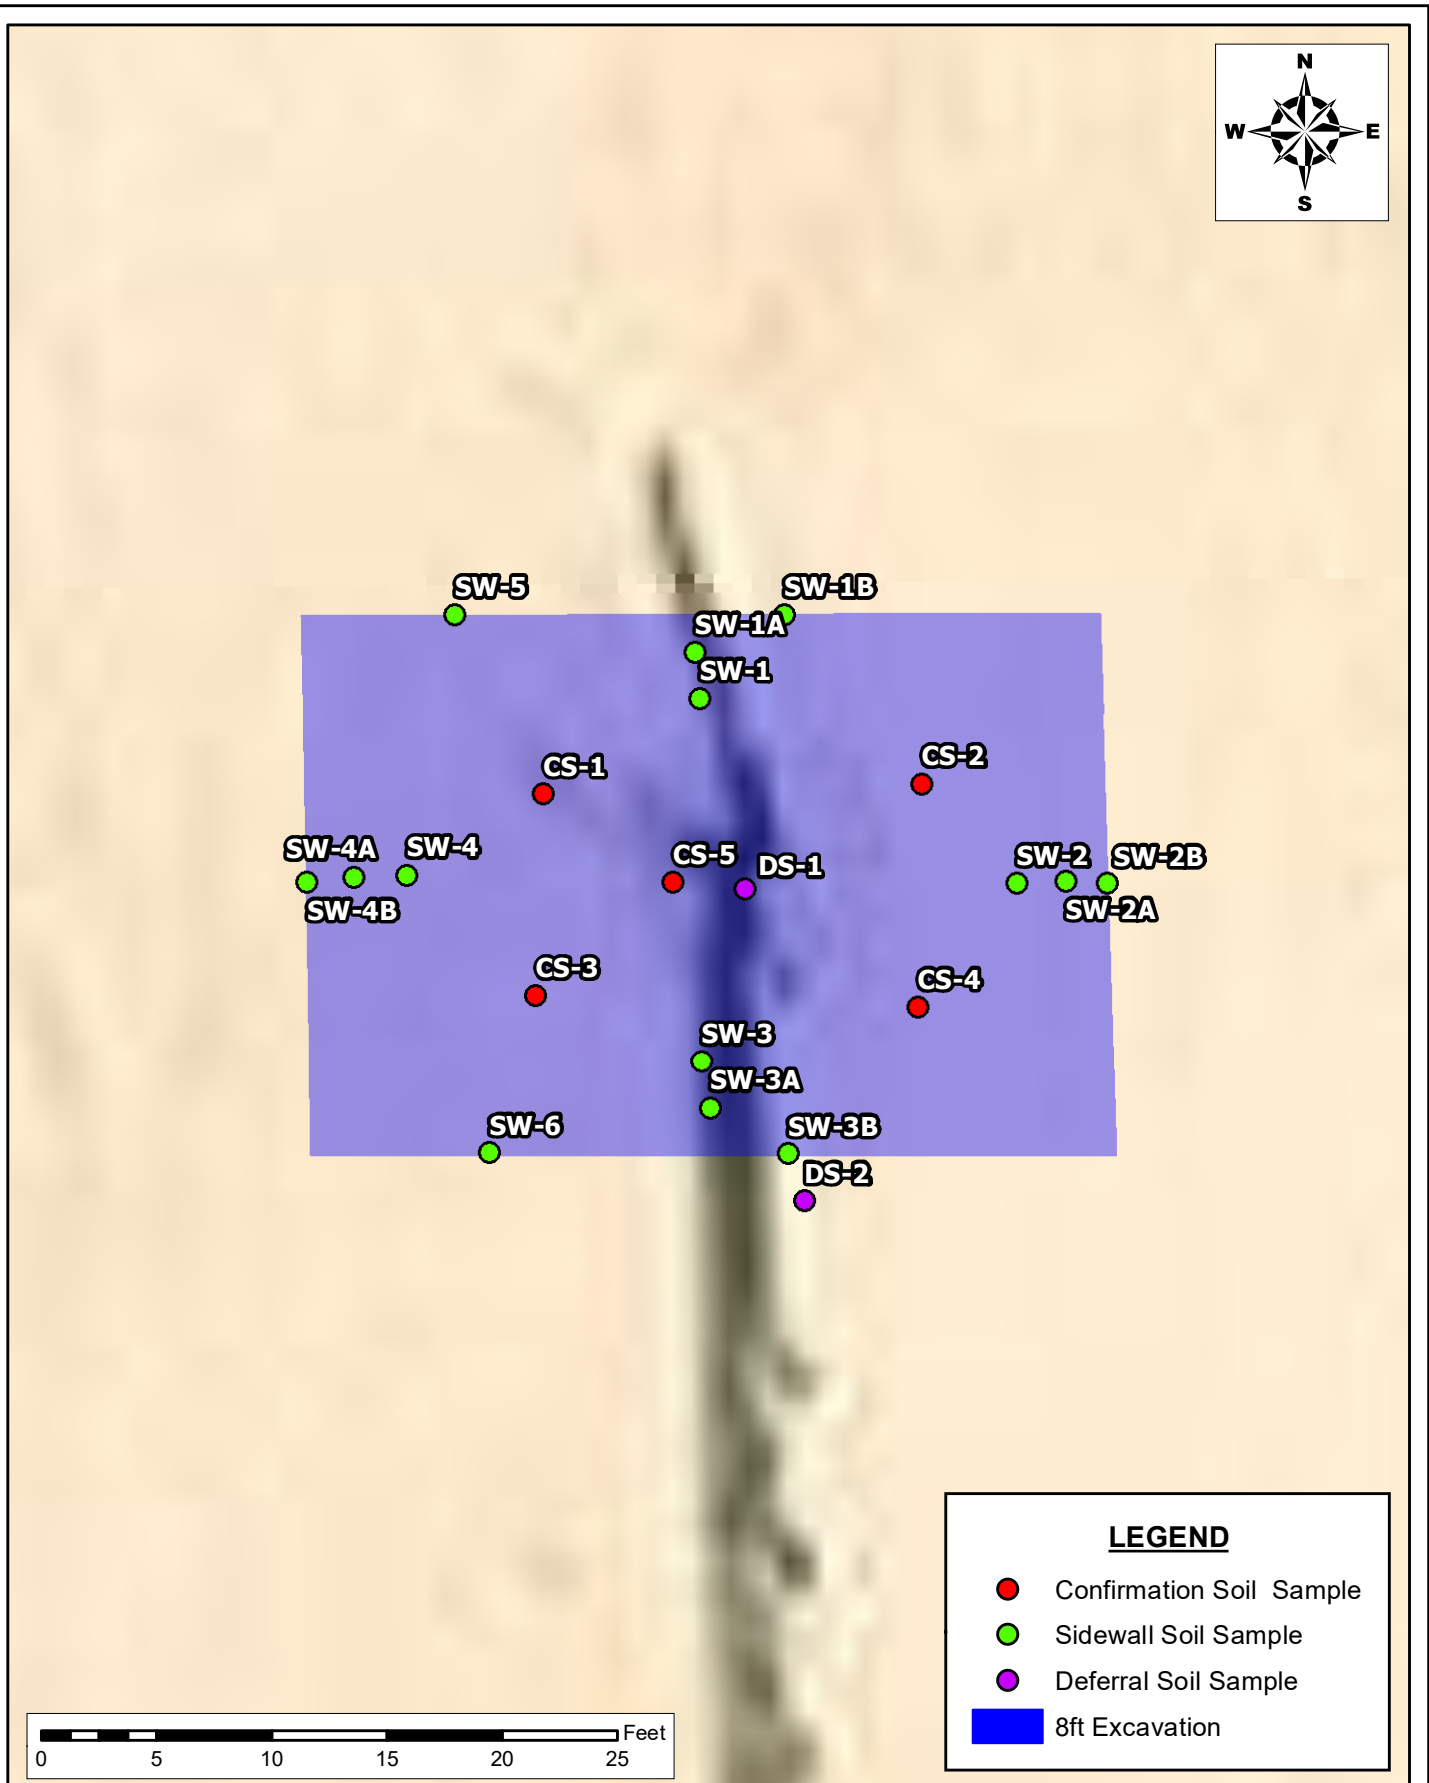 N
W E
S
SW-5
SW-1B
SW-1A
SW-1
CS-1
CS-2
SW-4A
SW-4
CS-5
DS-1
SW-2
SW-2B
SW-4B
SW-2A
CS-3
CS-4
SW-3
SW-3A
SW-6
SW-3B
DS-2
LEGEND
Confirmation Soil  Sample
Sidewall Soil Sample
Deferral Soil Sample
8ft Excavation
Feet
0 5 10 15 20 25